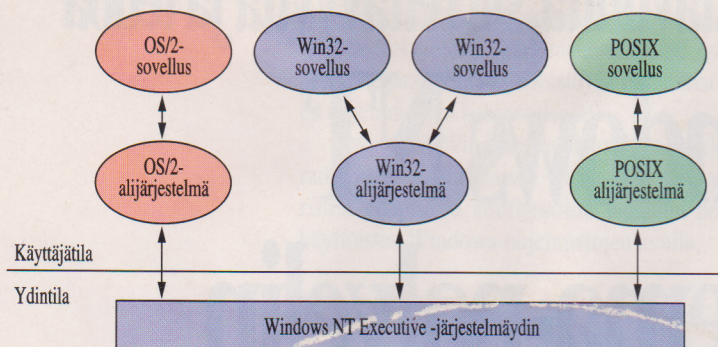 OS/2-
sovellus
Win32-
sovellus
Win32-
sovellus
POSIX
sovellus
OS/2-
alijärjestelmä
Win32-
alijärjestelmä
POSIX
alijärjestelmä
Käyttäjätila
Ydintila
Windows NT Executive -järjestelmäydin